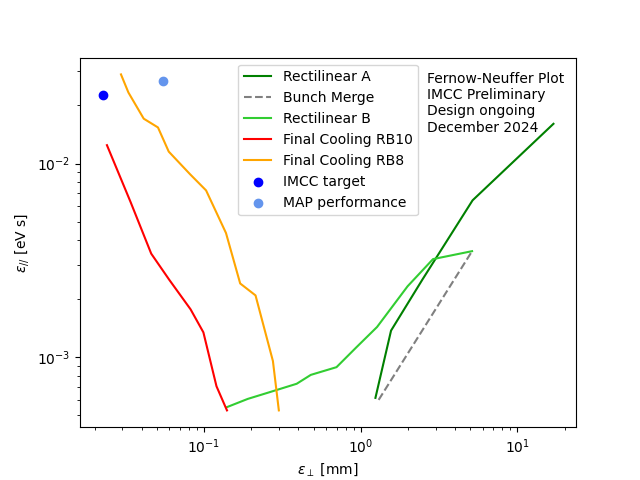 Rectilinear A
Bunch Merge
Rectilinear B
Final Cooling RB10
Final Cooling RB8
IMCC target
MAP performance
Fernow-Neuffer Plot
IMCC Preliminary
Design ongoing
December 2024
10⁻²
10⁻³
ε// [eV s]
10⁻¹ 10⁰ 10¹
ε⊥ [mm]